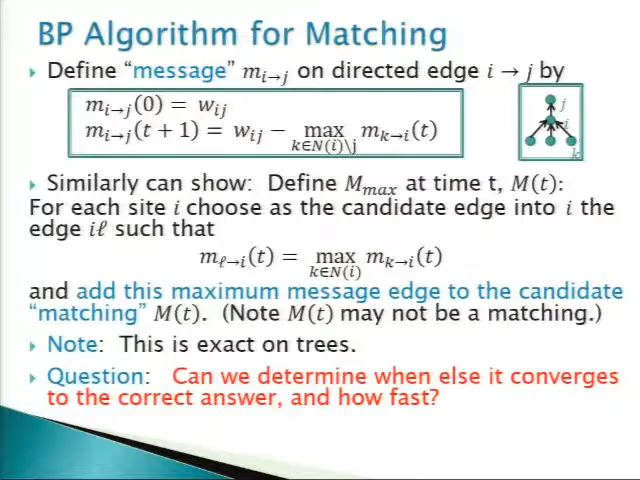 BP Algorithm for Matching
Define “message” m_{i→j} on directed edge i → j by
m_{i→j}(0) = w_{ij}
m_{i→j}(t + 1) = w_{ij} − max_{k∈N(i)\j} m_{k→i}(t)
j
i
k
Similarly can show: Define M_{max} at time t, M(t):
For each site i choose as the candidate edge into i the
edge iℓ such that
m_{ℓ→i}(t) = max_{k∈N(i)} m_{k→i}(t)
and add this maximum message edge to the candidate
“matching” M(t). (Note M(t) may not be a matching.)
Note: This is exact on trees.
Question: Can we determine when else it converges
to the correct answer, and how fast?